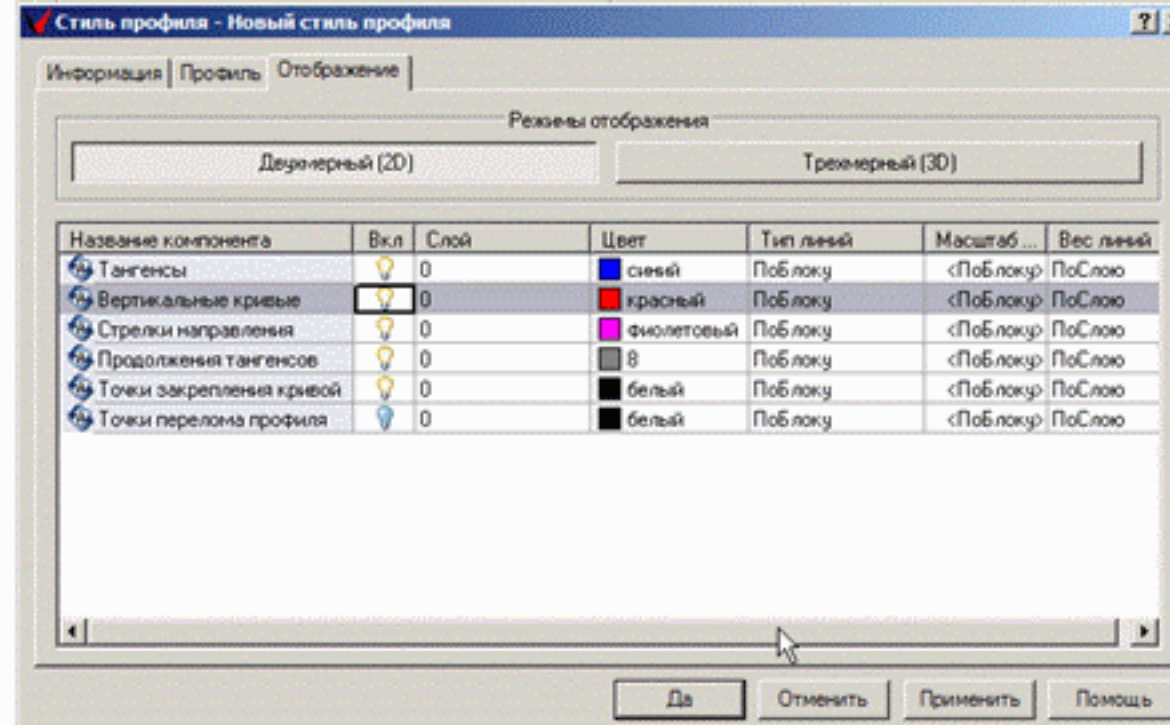 Стиль профиля - Новый стиль профиля
Информация Профиль Отображение
Режимы отображения
Двухмерный (2D) Трехмерный (3D)
Название компонента Вкл Слой Цвет Тип линий Масштаб ... Вес линий
Тангенсы 0 синий ПоБлоку <ПоБлоку> ПоСлою
Вертикальные кривые 0 красный ПоБлоку <ПоБлоку> ПоСлою
Стрелки направления 0 фиолетовый ПоБлоку <ПоБлоку> ПоСлою
Продолжения тангенсов 0 8 ПоБлоку <ПоБлоку> ПоСлою
Точки закрепления кривой 0 белый ПоБлоку <ПоБлоку> ПоСлою
Точки перелома профиля 0 белый ПоБлоку <ПоБлоку> ПоСлою
Да Отменить Применить Помощь